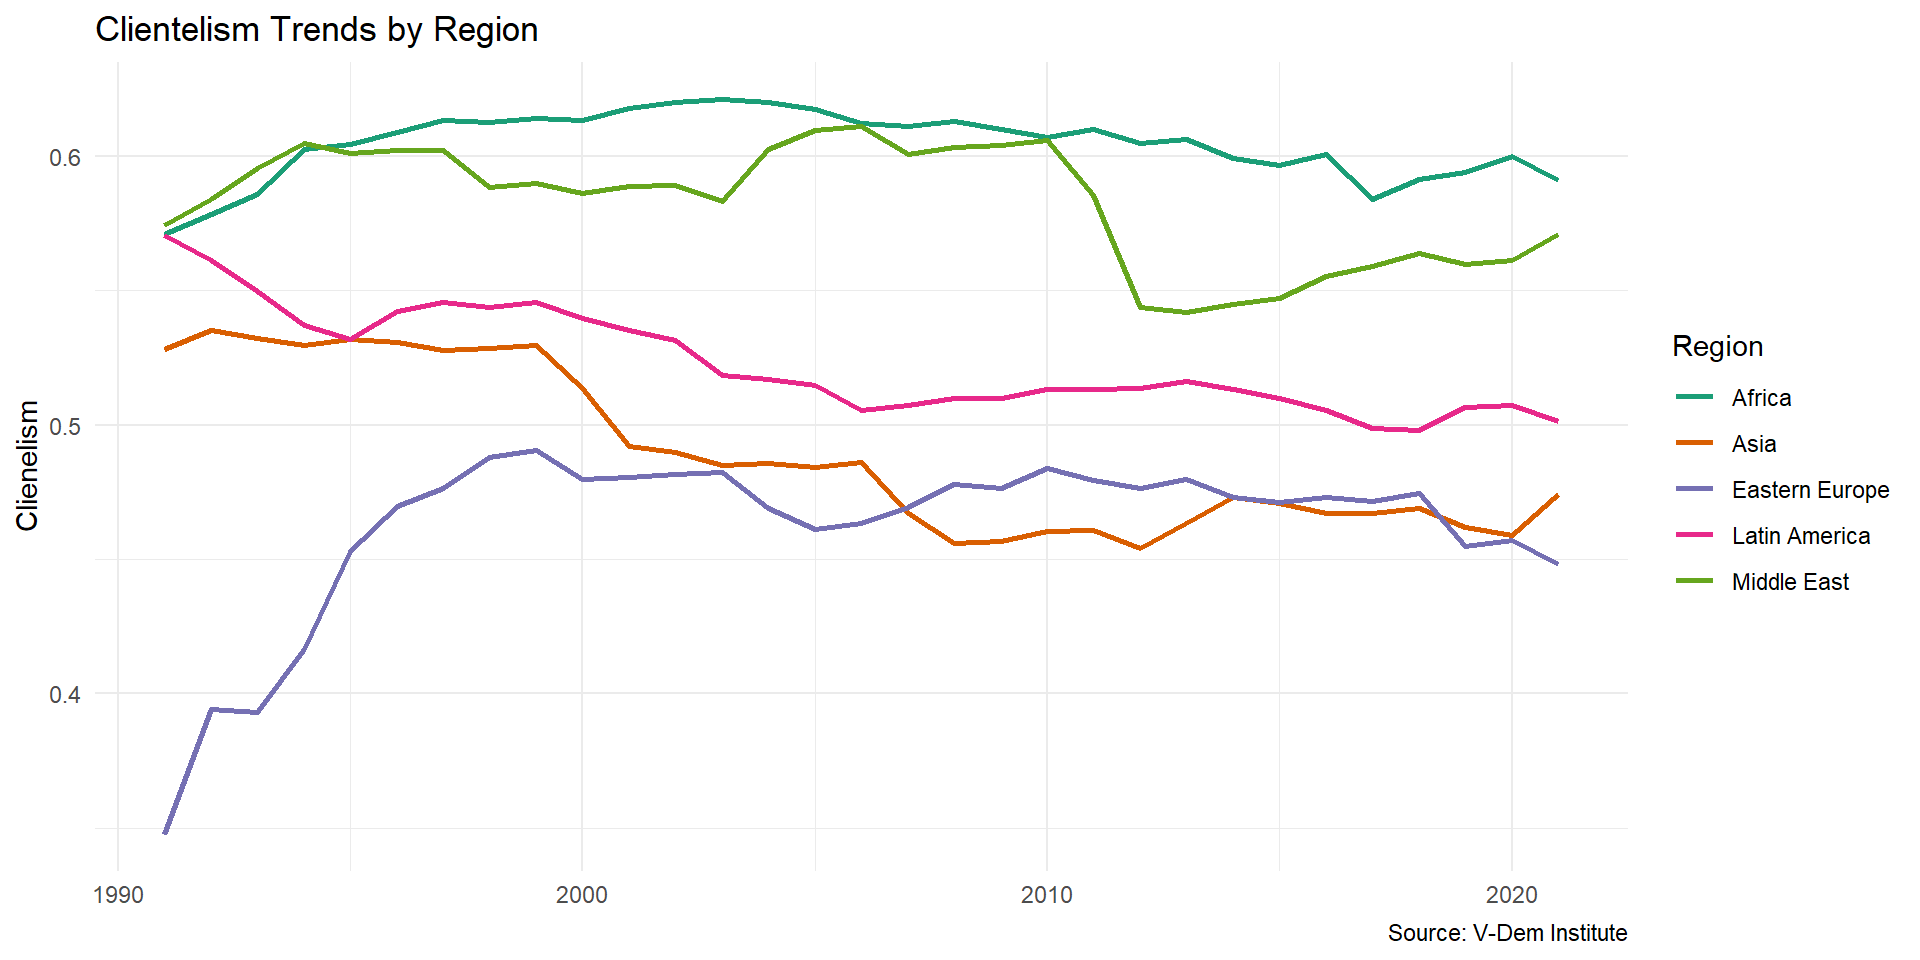 Clientelism Trends by Region
Clienelism
0.6
0.5
0.4
1990
2000
2010
2020
Region
Africa
Asia
Eastern Europe
Latin America
Middle East
Source: V-Dem Institute